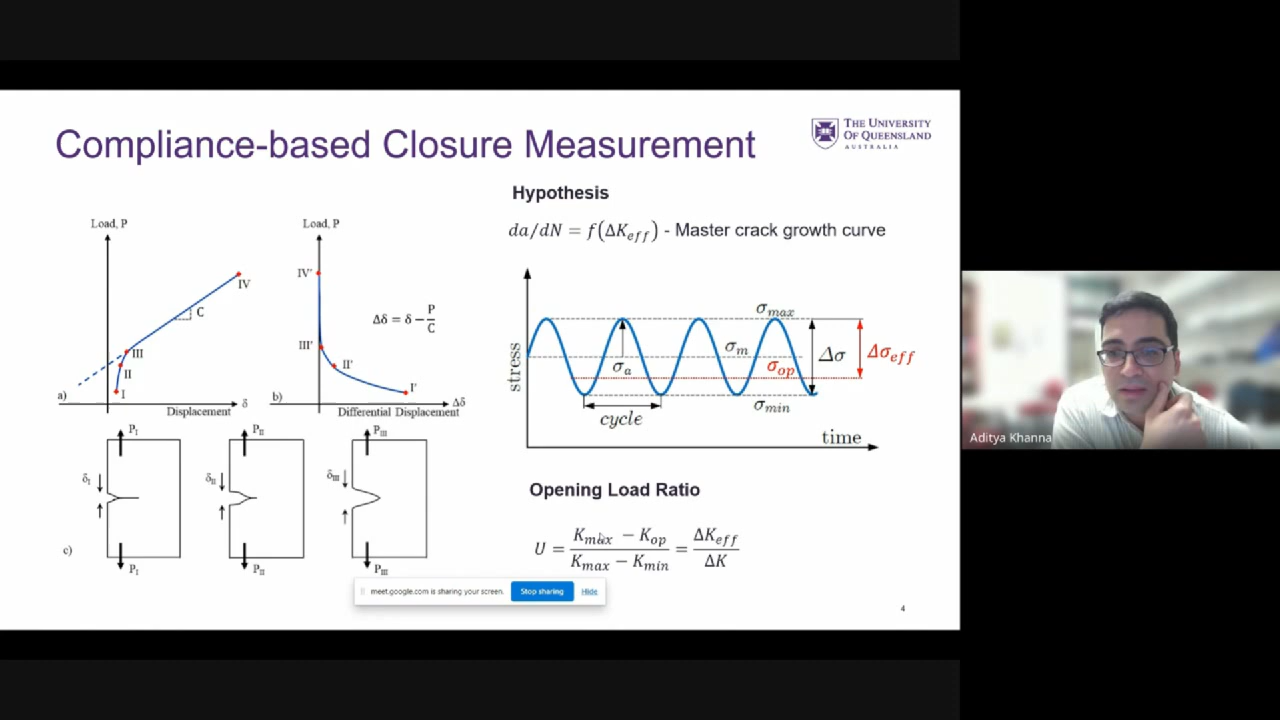 Compliance-based Closure Measurement
THE UNIVERSITY
OF QUEENSLAND
AUSTRALIA
Hypothesis
da/dN = f(ΔK_eff) - Master crack growth curve
Load, P
IV
C
III
II
I
a)
Displacement δ
Load, P
IV'
Δδ = δ − P/C
III'
II'
I'
b)
Differential Displacement Δδ
σ_max
σ_m
Δσ
Δσ_eff
σ_a
σ_op
σ_min
stress
cycle
time
P_I
δ_I
P_I
P_II
δ_II
P_II
P_III
δ_III
P_III
c)
Opening Load Ratio
U = (K_max − K_op)/(K_max − K_min) = ΔK_eff/ΔK
meet.google.com is sharing your screen.
Stop sharing
Hide
4
Aditya Khanna